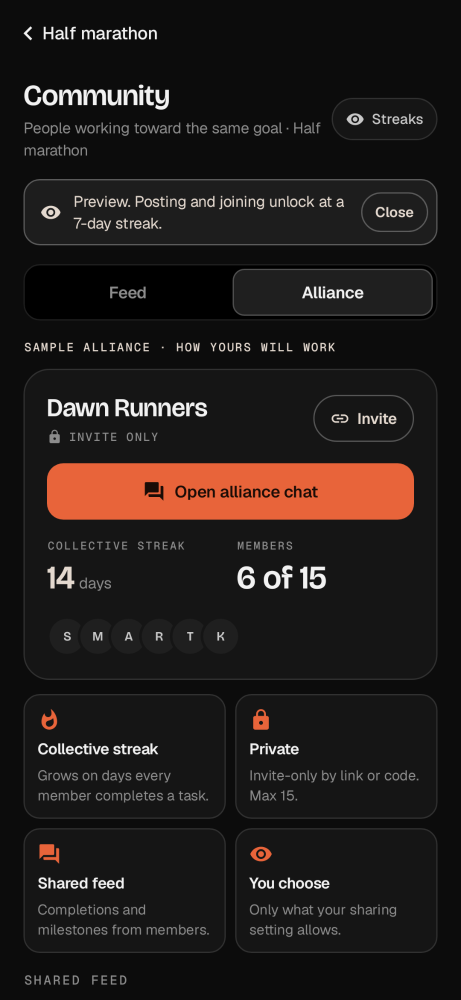 Half marathon
Community
People working toward the same goal · Half
marathon
Streaks
Preview. Posting and joining unlock at a
7-day streak.
Close
Feed
Alliance
SAMPLE ALLIANCE · HOW YOURS WILL WORK
Dawn Runners
INVITE ONLY
Invite
Open alliance chat
COLLECTIVE STREAK
14 days
MEMBERS
6 of 15
S M A R T K
Collective streak
Grows on days every
member completes a task.
Private
Invite-only by link or code.
Max 15.
Shared feed
Completions and
milestones from members.
You choose
Only what your sharing
setting allows.
SHARED FEED